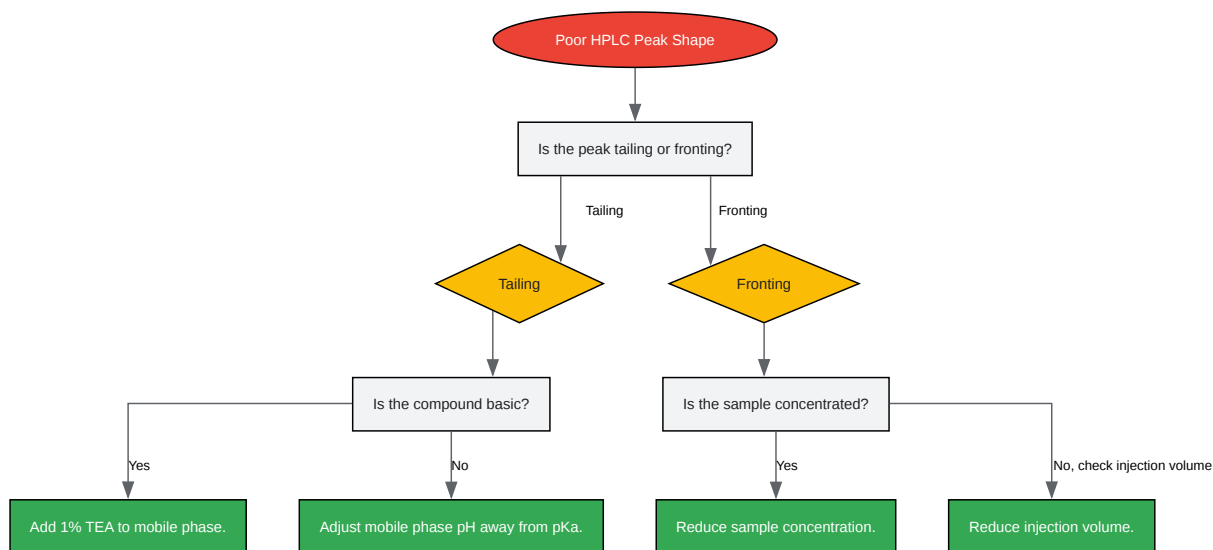 Poor HPLC Peak Shape
Is the peak tailing or fronting?
Tailing
Fronting
Tailing
Fronting
Is the compound basic?
Is the sample concentrated?
Yes
No
Yes
No, check injection volume
Add 1% TEA to mobile phase.
Adjust mobile phase pH away from pKa.
Reduce sample concentration.
Reduce injection volume.